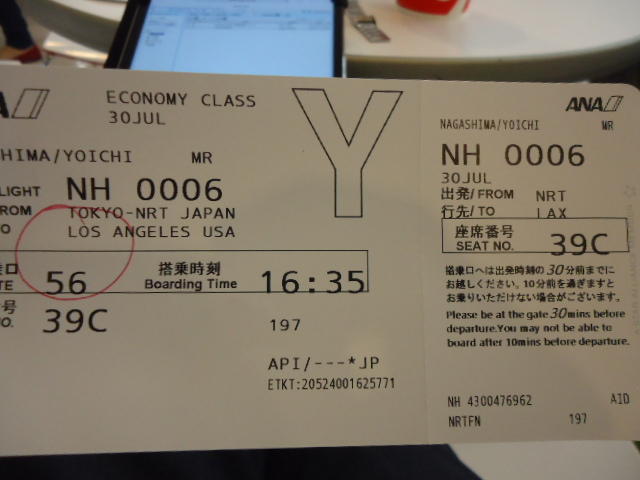 ANA
ECONOMY CLASS
30JUL
Y
HIMA/YOICHI MR
LIGHT NH 0006
ROM TOKYO-NRT JAPAN
O LOS ANGELES USA
口 56 搭乗時刻 16:35
TE Boarding Time
号 39C
NO.
197
API/---*JP
ETKT:20524001625771
ANA
NAGASHIMA/YOICHI MR
NH 0006
30JUL
出発/FROM NRT
行先/TO LAX
座席番号
SEAT NO. 39C
搭乗口へは出発時刻の30分前までに
お越しください。10分前を過ぎますと
お乗りいただけない場合がございます。
Please be at the gate 30mins before
departure.You may not be able to
board after 10mins before departure.
NH 4300476962 AID
NRTFN 197